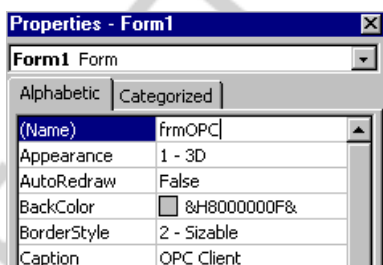 Properties - Form1
Form1 Form
Alphabetic Categorized
(Name) frmOPC
Appearance 1 - 3D
AutoRedraw False
BackColor &H8000000F&
BorderStyle 2 - Sizable
Caption OPC Client